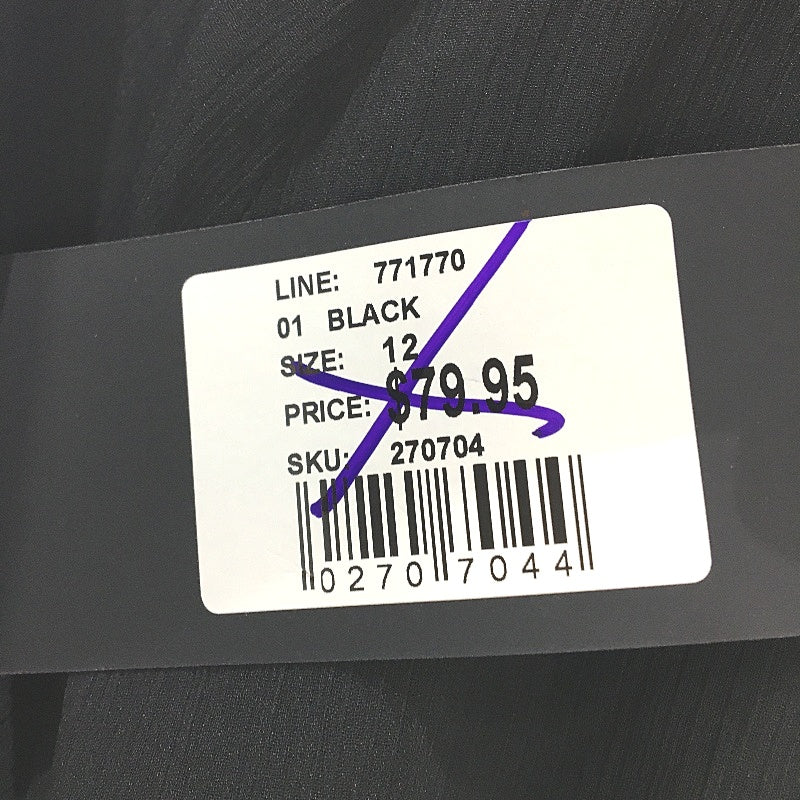 LINE: 771770
01 BLACK
SIZE: 12
PRICE: $79.95
SKU: 270704
0270 7044